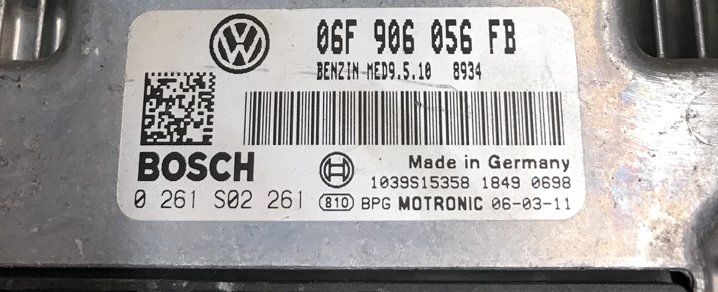 06F 906 056 FB
BENZIN MED9.5.10 8934
BOSCH
Made in Germany
1039S15358 1849 0698
0 261 S02 261 810 BPG MOTRONIC 06-03-11